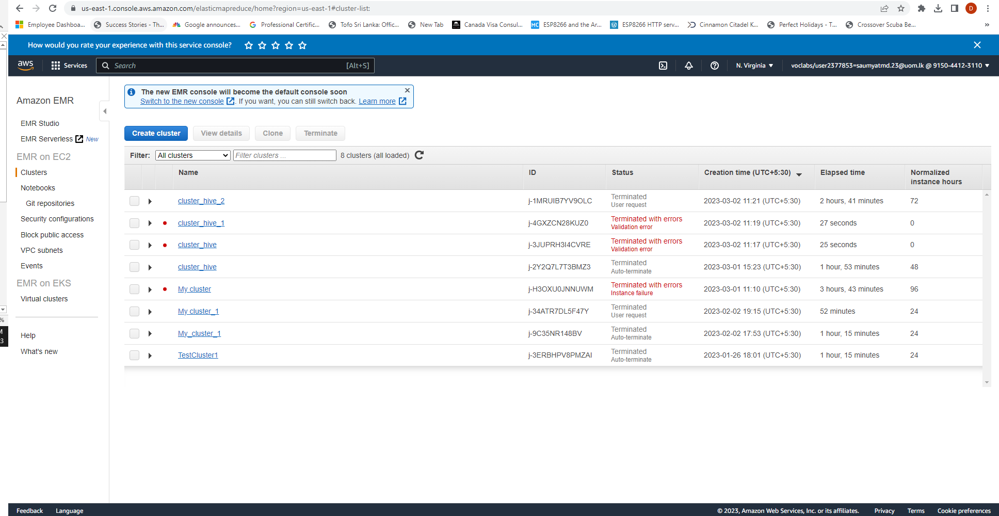 us-east-1.console.aws.amazon.com/elasticmapreduce/home?region=us-east-1#cluster-list:
D
Employee Dashboa... Success Stories - Th... Google announces... Professional Certific... Tofo Sri Lanka: Offic... New Tab Canada Visa Consul... MC ESP8266 and the Ar... ESP8266 HTTP serv... Cinnamon Citadel K... Perfect Holidays - T... Crossover Scuba Be... »
How would you rate your experience with this service console?
aws Services Search [Alt+S] N. Virginia voclabs/user2377853=saumyatmd.23@uom.lk @ 9150-4412-3110
Amazon EMR
EMR Studio
EMR Serverless New
EMR on EC2
Clusters
Notebooks
Git repositories
Security configurations
Block public access
VPC subnets
Events
EMR on EKS
Virtual clusters
Help
What's new
The new EMR console will become the default console soon
Switch to the new console . If you want, you can still switch back. Learn more
Create cluster View details Clone Terminate
Filter: All clusters Filter clusters ... 8 clusters (all loaded)
Name ID Status Creation time (UTC+5:30) Elapsed time Normalized instance hours
cluster_hive_2 j-1MRUIB7YV9OLC Terminated User request 2023-03-02 11:21 (UTC+5:30) 2 hours, 41 minutes 72
cluster_hive_1 j-4GXZCN28KUZ0 Terminated with errors Validation error 2023-03-02 11:19 (UTC+5:30) 27 seconds 0
cluster_hive j-3JUPRH3I4CVRE Terminated with errors Validation error 2023-03-02 11:17 (UTC+5:30) 25 seconds 0
cluster_hive j-2Y2Q7L7T3BMZ3 Terminated Auto-terminate 2023-03-01 15:23 (UTC+5:30) 1 hour, 53 minutes 48
My cluster j-H3OXU0JNNUWM Terminated with errors Instance failure 2023-03-01 11:10 (UTC+5:30) 3 hours, 43 minutes 96
My cluster_1 j-34ATR7DL5F47Y Terminated User request 2023-02-02 19:15 (UTC+5:30) 52 minutes 24
My_cluster_1 j-9C35NR148BV Terminated Auto-terminate 2023-02-02 17:53 (UTC+5:30) 1 hour, 15 minutes 24
TestCluster1 j-3ERBHPV8PMZAI Terminated Auto-terminate 2023-01-26 18:01 (UTC+5:30) 1 hour, 15 minutes 24
%
M
23
Feedback Language © 2023, Amazon Web Services, Inc. or its affiliates. Privacy Terms Cookie preferences